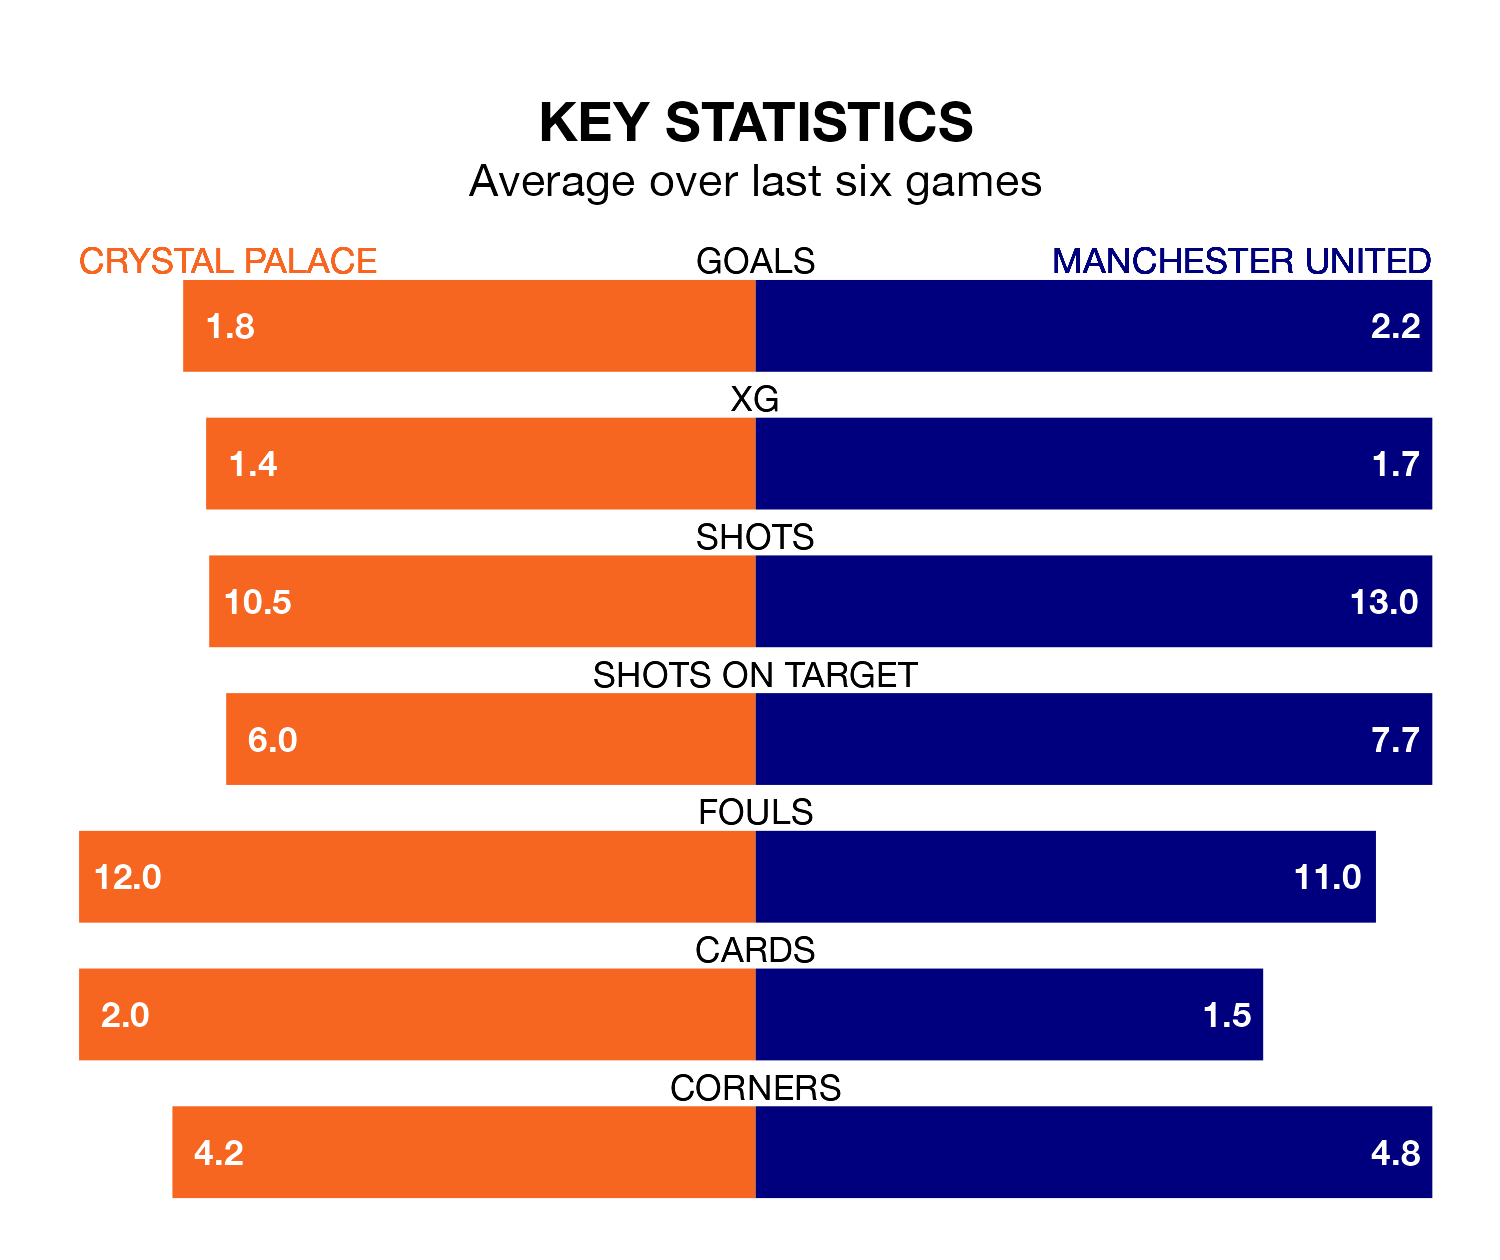 KEY STATISTICS
Average over last six games
CRYSTAL PALACE GOALS MANCHESTER UNITED
1.8 2.2
XG
1.4 1.7
SHOTS
10.5 13.0
SHOTS ON TARGET
6.0 7.7
FOULS
12.0 11.0
CARDS
2.0 1.5
CORNERS
4.2 4.8